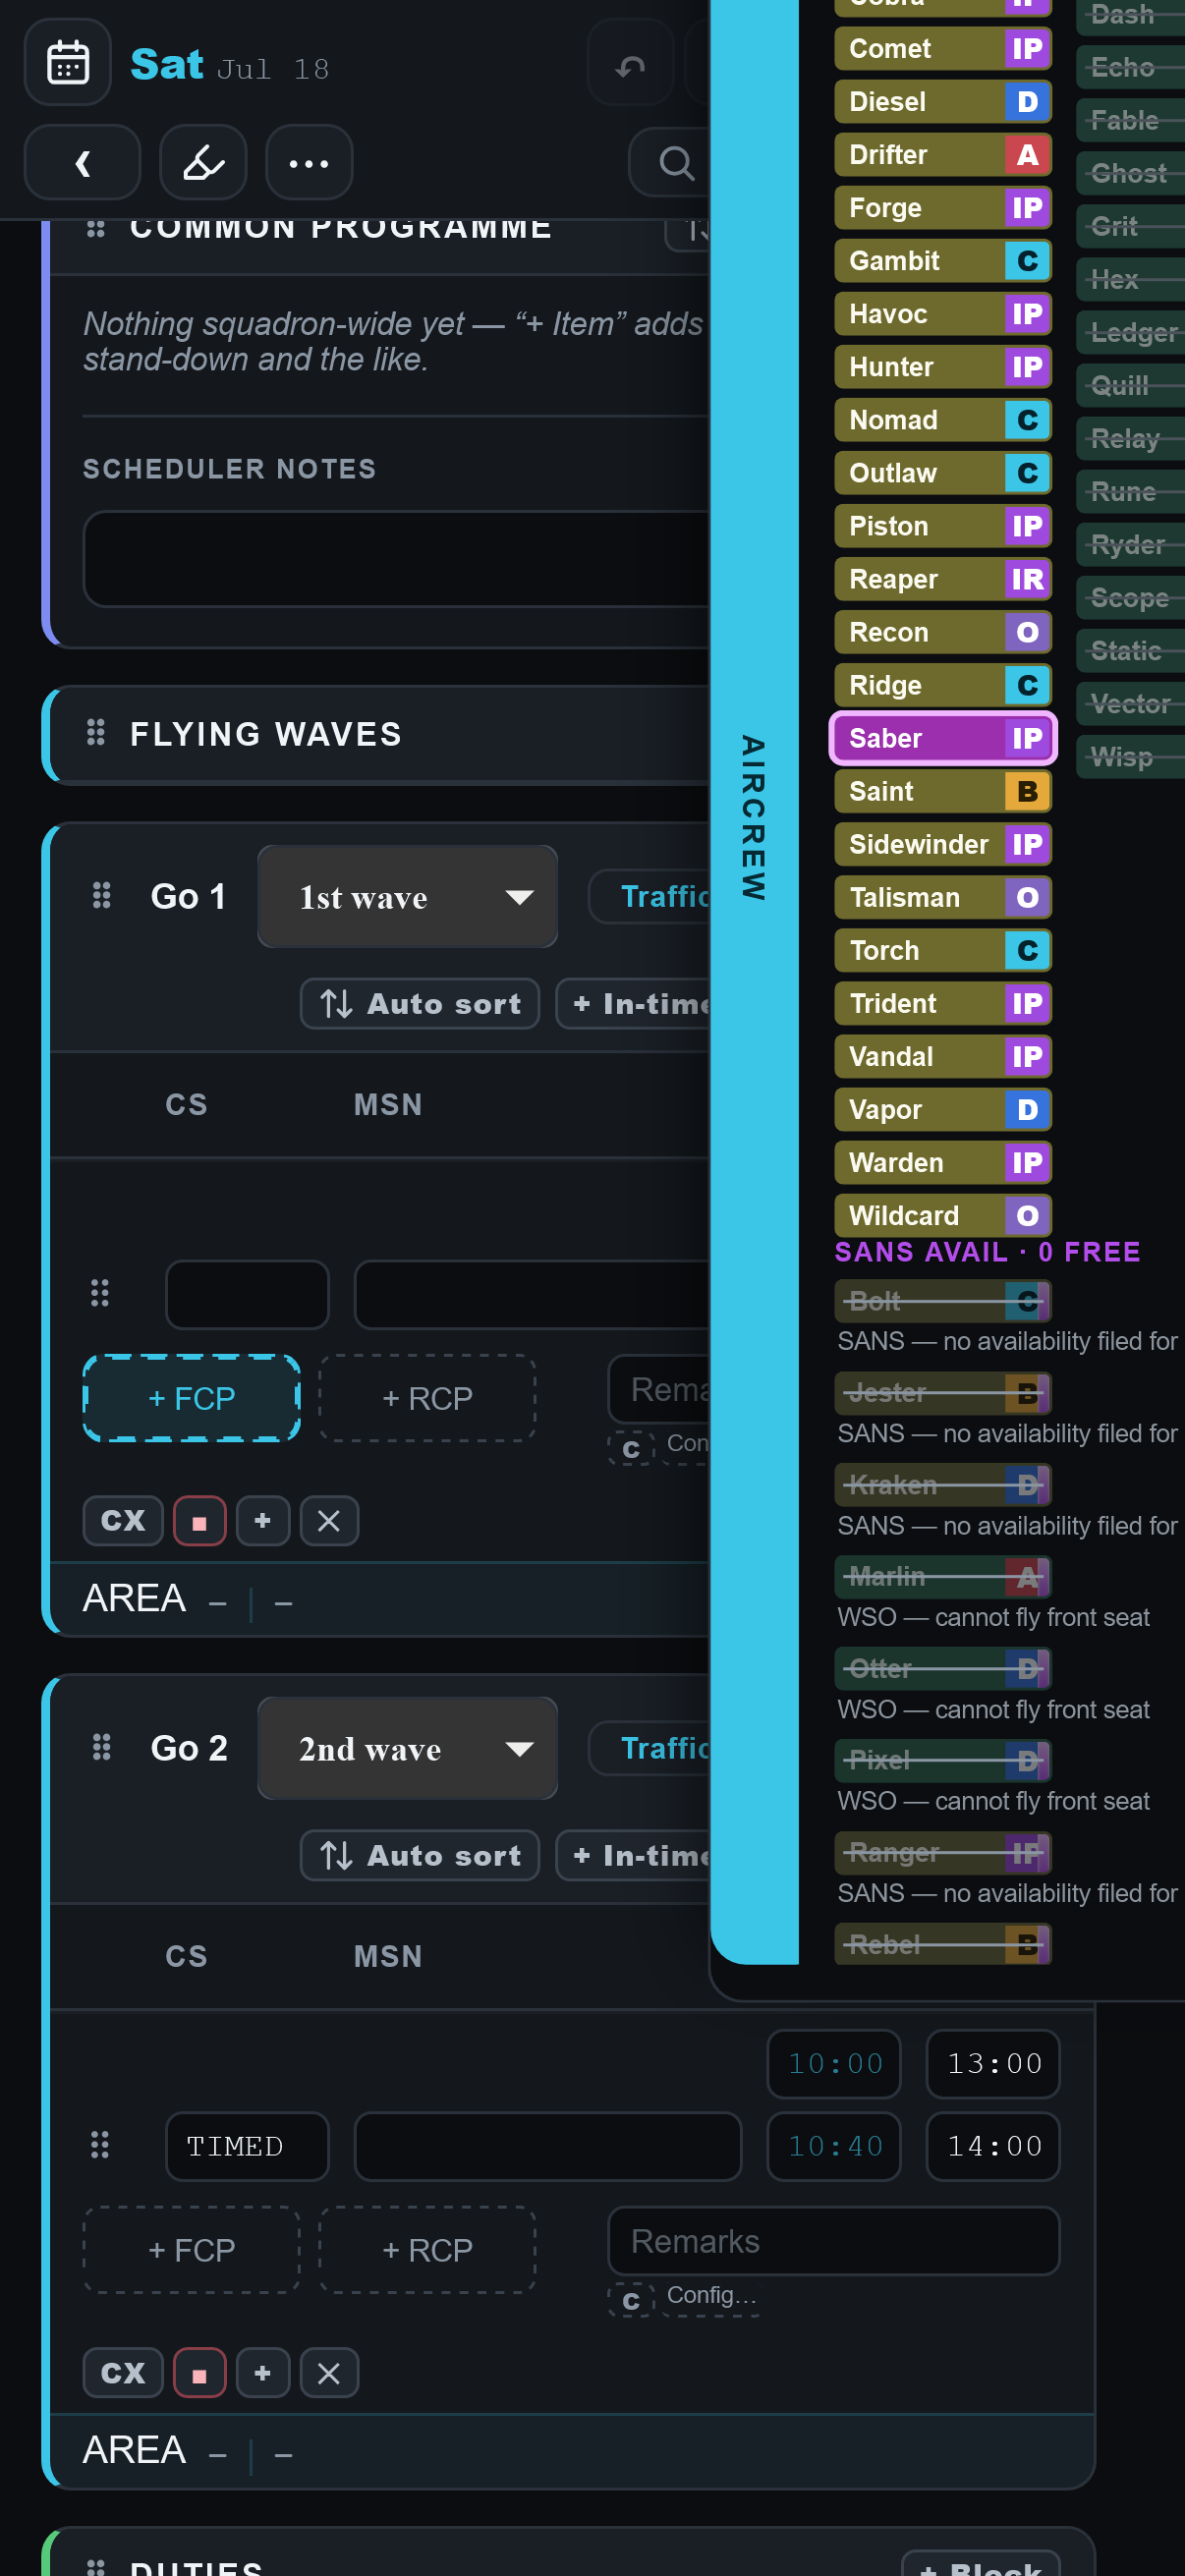 Sat Jul 18
COMMON PROGRAMME
Nothing squadron-wide yet — “+ Item” adds
stand-down and the like.
SCHEDULER NOTES
FLYING WAVES
Go 1
1st wave
Traffic
Auto sort
+ In-time
CS
MSN
+ FCP
+ RCP
C
CX
+
AREA – | –
Go 2
2nd wave
Traffic
Auto sort
+ In-time
CS
MSN
10:00
13:00
TIMED
10:40
14:00
+ FCP
+ RCP
Remarks
C
Config...
CX
+
AREA – | –
DUTIES
+ Block
AIRCREW
Cobra IP
Comet IP
Diesel D
Drifter A
Forge IP
Gambit C
Havoc IP
Hunter IP
Nomad C
Outlaw C
Piston IP
Reaper IR
Recon O
Ridge C
Saber IP
Saint B
Sidewinder IP
Talisman O
Torch C
Trident IP
Vandal IP
Vapor D
Warden IP
Wildcard O
Dash
Echo
Fable
Ghost
Grit
Hex
Ledger
Quill
Relay
Rune
Ryder
Scope
Static
Vector
Wisp
SANS AVAIL · 0 FREE
Bolt C
SANS — no availability filed for
Jester B
SANS — no availability filed for
Kraken D
SANS — no availability filed for
Marlin A
WSO — cannot fly front seat
Otter D
WSO — cannot fly front seat
Pixel D
WSO — cannot fly front seat
Ranger IP
SANS — no availability filed for
Rebel B